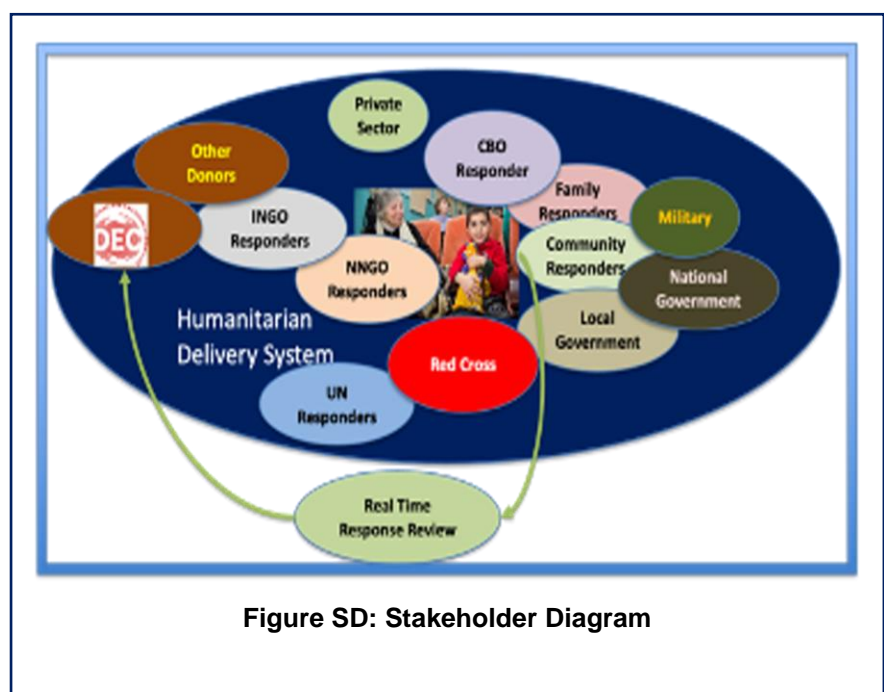 Private
Sector
CBO
Responder
Other
Donors
Family
Responders
Military
INGO
Responders
DEC
Community
Responders
NNGO
Responders
National
Government
Humanitarian
Delivery System
Local
Government
Red Cross
UN
Responders
Real Time
Response Review
Figure SD: Stakeholder Diagram